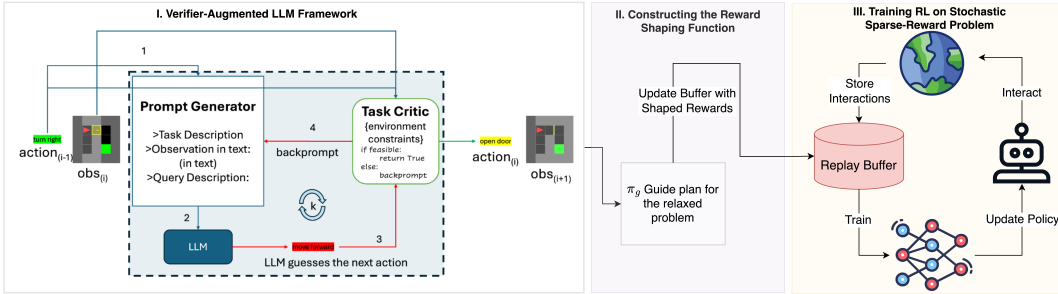 I. Verifier-Augmented LLM Framework
1
turn right
action(i-1)
obs(i)
Prompt Generator
>Task Description
>Observation in text:
(in text)
>Query Description:
2
LLM
move forward
3
LLM guesses the next action
k
4
backprompt
Task Critic
{environment
constraints}
if feasible:
return True
else:
backprompt
open door
action(i)
obs(i+1)
II. Constructing the Reward
Shaping Function
Update Buffer with
Shaped Rewards
πg Guide plan for
the relaxed
problem
III. Training RL on Stochastic
Sparse-Reward Problem
Store
Interactions
Interact
Replay Buffer
Train
Update Policy